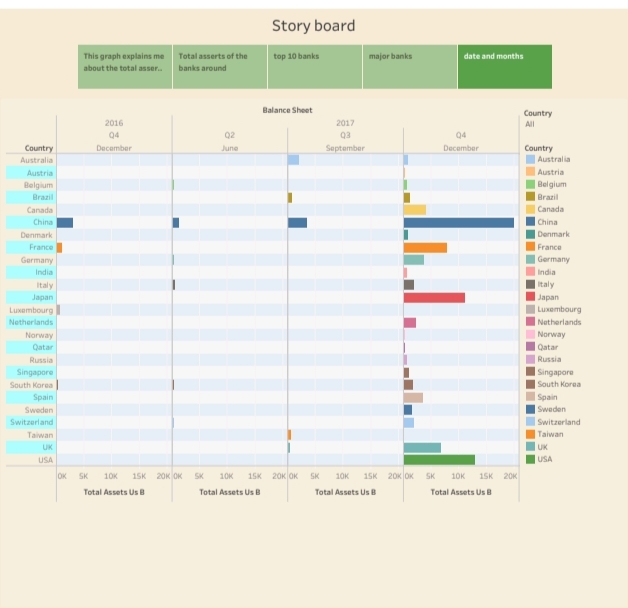 Story board
This graph explains me
about the total asser..
Total asserts of the
banks around
top 10 banks
major banks
date and months
Balance Sheet
2016
2017
Q4
Q2
Q3
Q4
Country
December
June
September
December
Australia
Austria
Belgium
Brazil
Canada
China
Denmark
France
Germany
India
Italy
Japan
Luxembourg
Netherlands
Norway
Qatar
Russia
Singapore
South Korea
Spain
Sweden
Switzerland
Taiwan
UK
USA
0K 5K 10K 15K 20K
0K 5K 10K 15K 20K
0K 5K 10K 15K 20K
0K 5K 10K 15K 20K
Total Assets Us B
Total Assets Us B
Total Assets Us B
Total Assets Us B
Country
All
Country
Australia
Austria
Belgium
Brazil
Canada
China
Denmark
France
Germany
India
Italy
Japan
Luxembourg
Netherlands
Norway
Qatar
Russia
Singapore
South Korea
Spain
Sweden
Switzerland
Taiwan
UK
USA